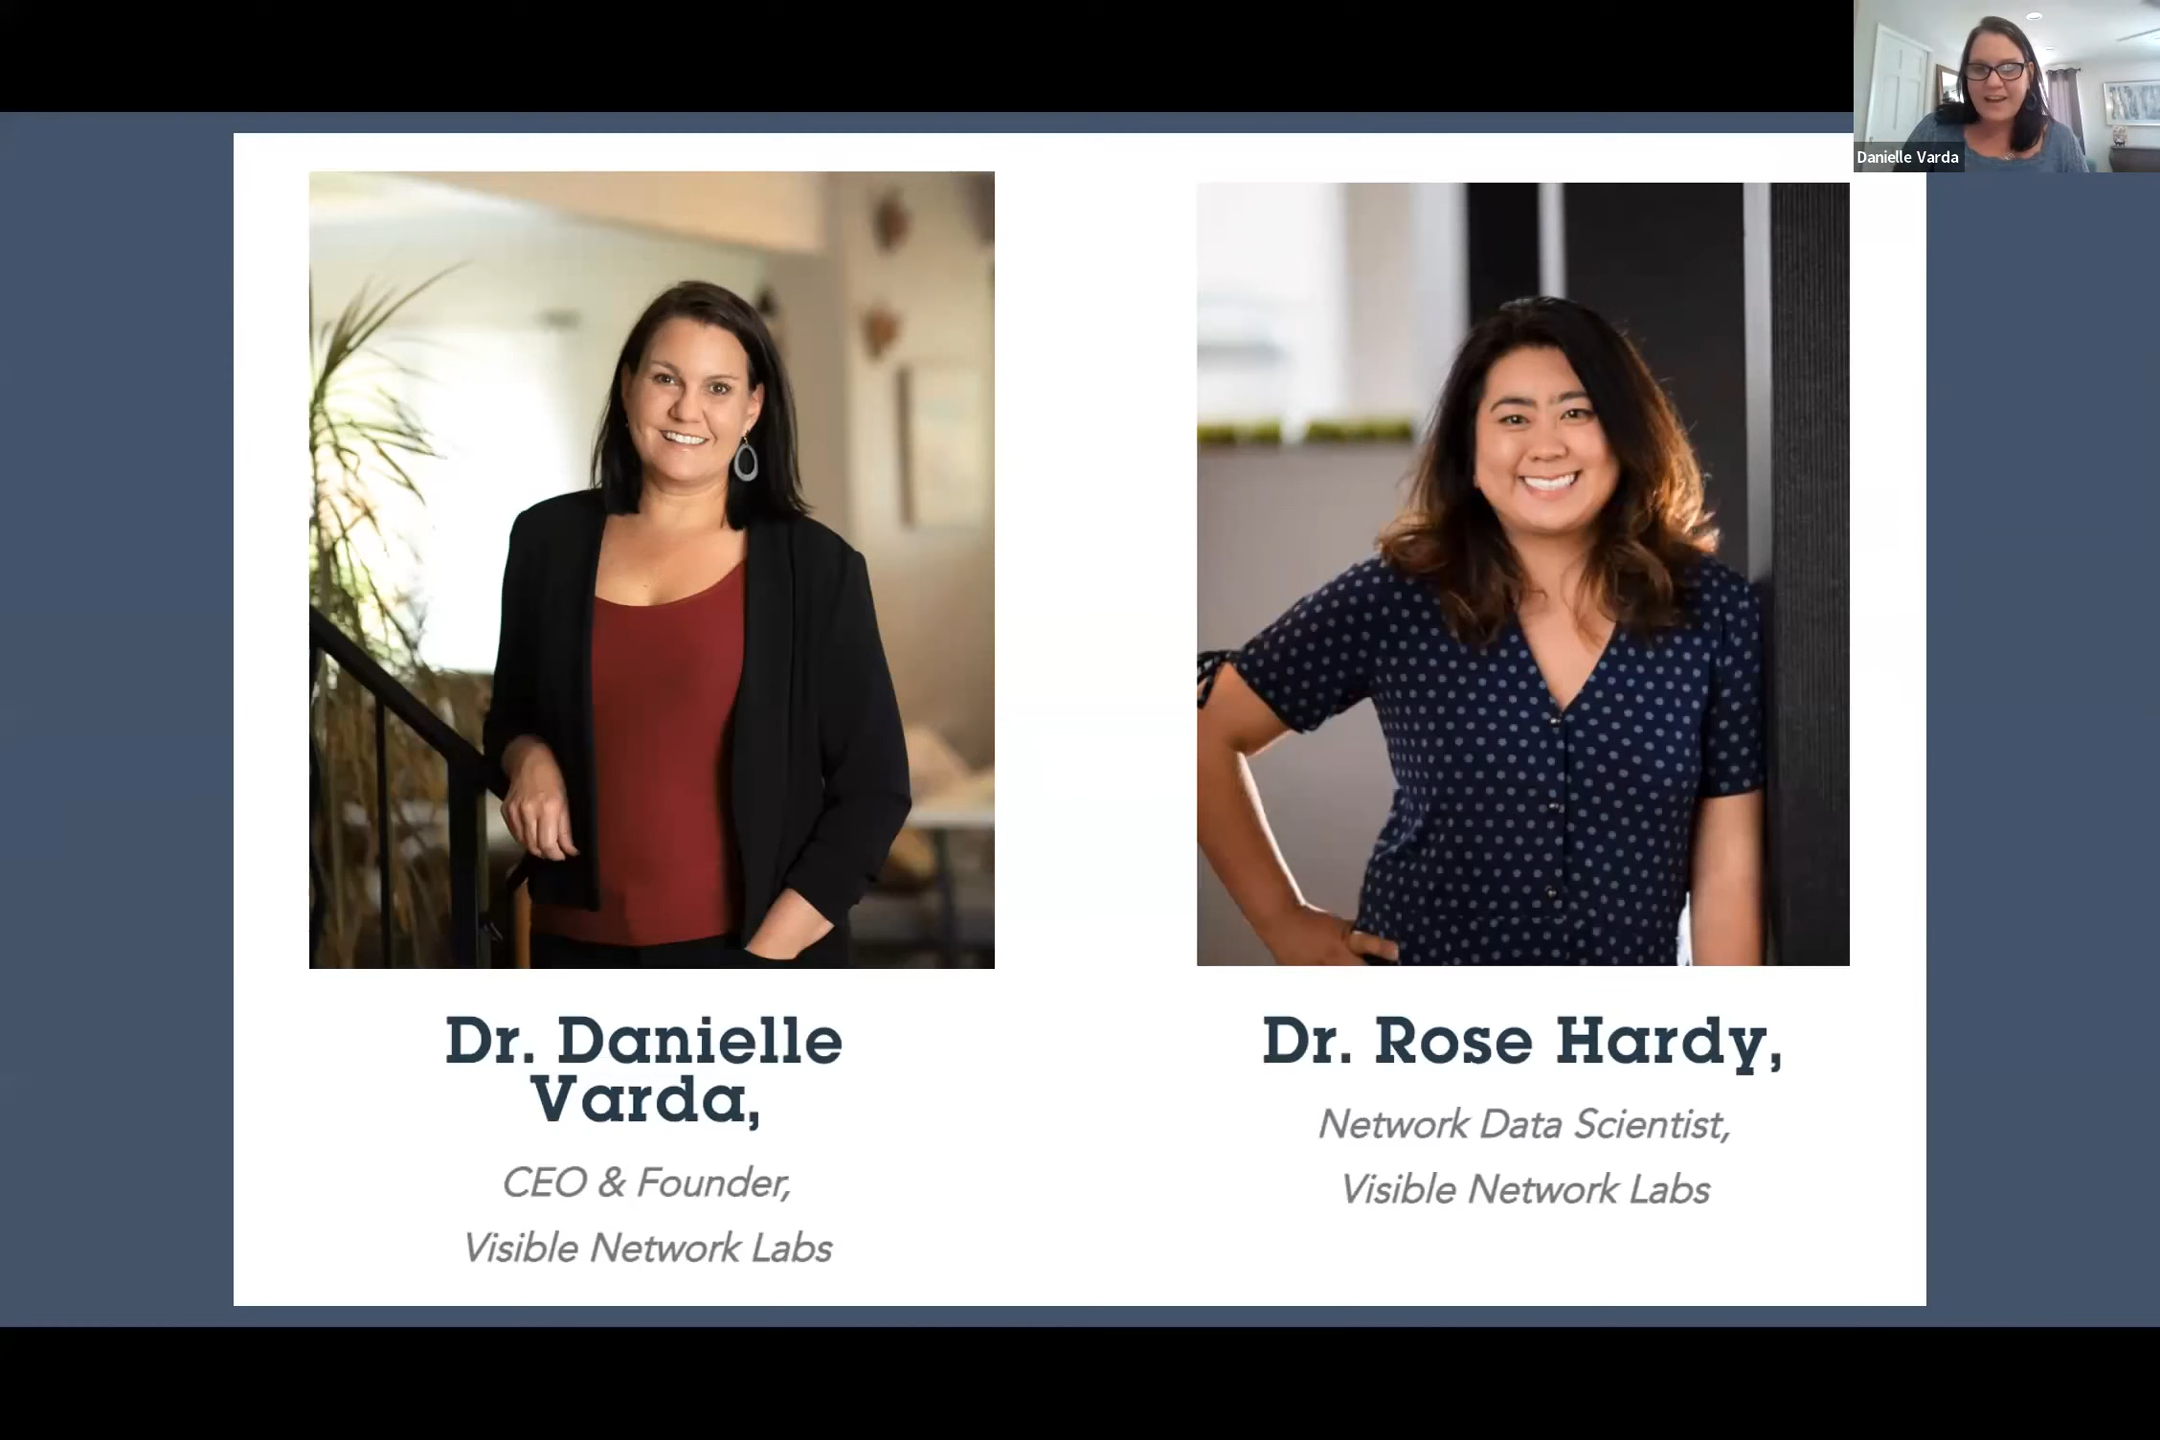 Danielle Varda
Dr. Danielle
Varda,
CEO & Founder,
Visible Network Labs
Dr. Rose Hardy,
Network Data Scientist,
Visible Network Labs